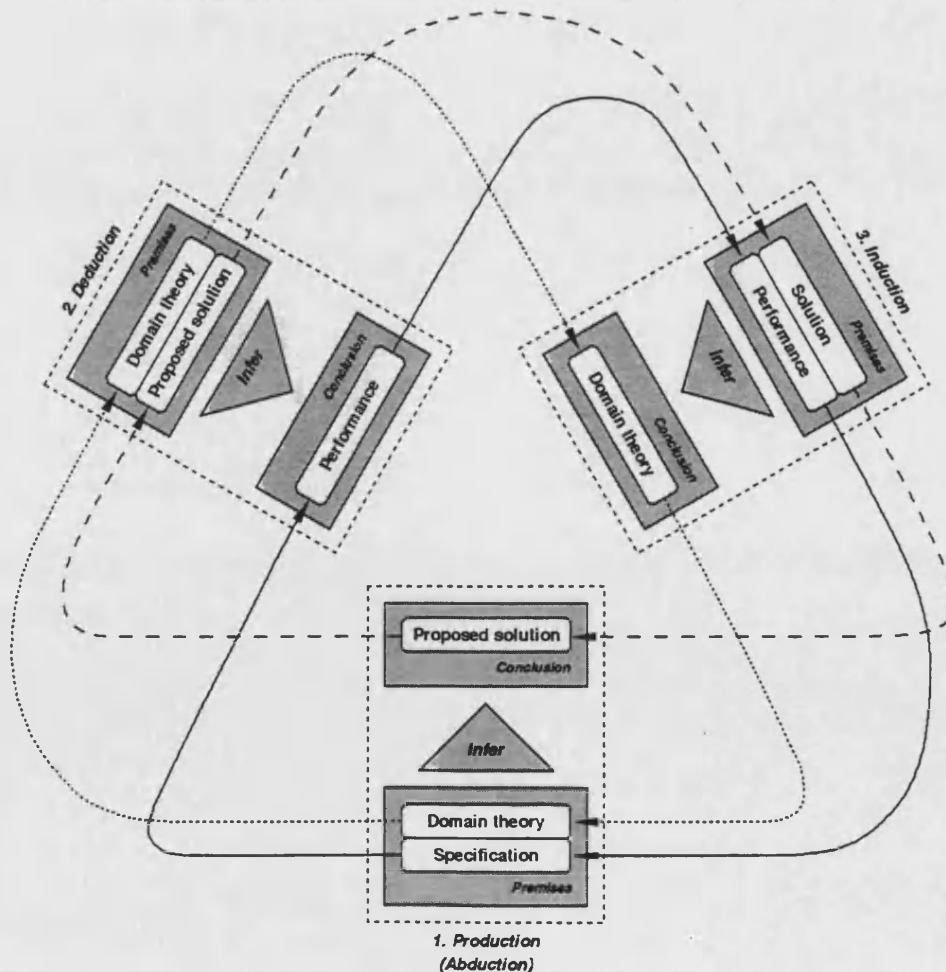 2. Deduction
Premises
Domain theory
Proposed solution
Infer
Conclusion
Performance
3. Induction
Solution
Performance
Premises
Infer
Domain theory
Conclusion
Proposed solution
Conclusion
Infer
Domain theory
Specification
Premises
1. Production
(Abduction)